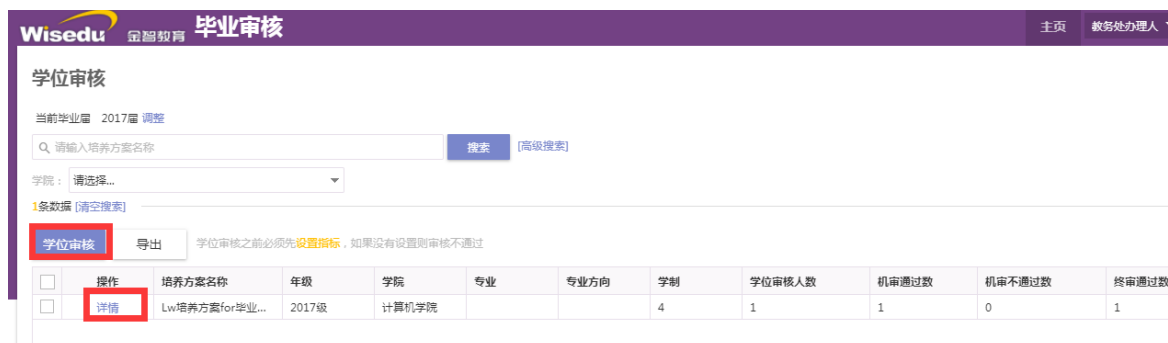 Wisedu 金智教育 毕业审核 主页 教务处办理人
学位审核
当前毕业届 2017届 调整
请输入培养方案名称 搜索 [高级搜索]
学院： 请选择...
1条数据 [清空搜索]
学位审核 导出 学位审核之前必须先设置指标，如果没有设置则审核不通过
操作 培养方案名称 年级 学院 专业 专业方向 学制 学位审核人数 机审通过数 机审不通过数 终审通过数
详情 Lw培养方案for毕业... 2017级 计算机学院 4 1 1 0 1